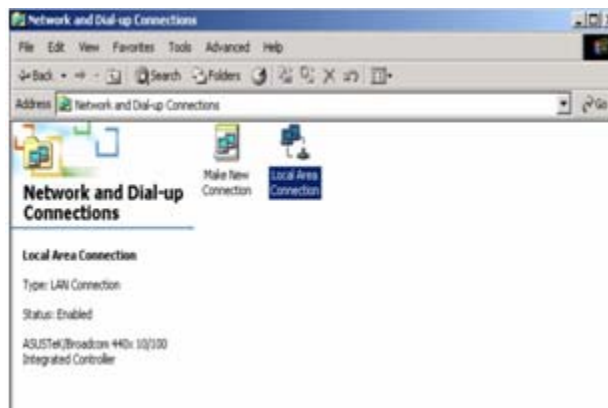 Network and Dial-up Connections
File Edit View Favorites Tools Advanced Help
Back Search Folders
Address Network and Dial-up Connections Go
Make New Connection
Local Area Connection
Network and Dial-up
Connections
Local Area Connection
Type: LAN Connection
Status: Enabled
ASUSTeK/Broadcom 440x 10/100
Integrated Controller